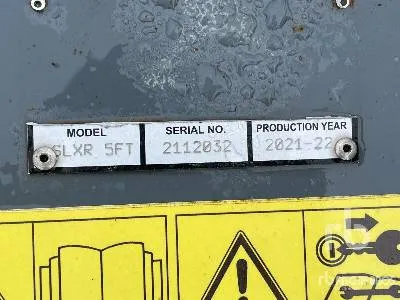 MODEL SERIAL NO. PRODUCTION YEAR
SLXR 5FT 2112032 2021-22